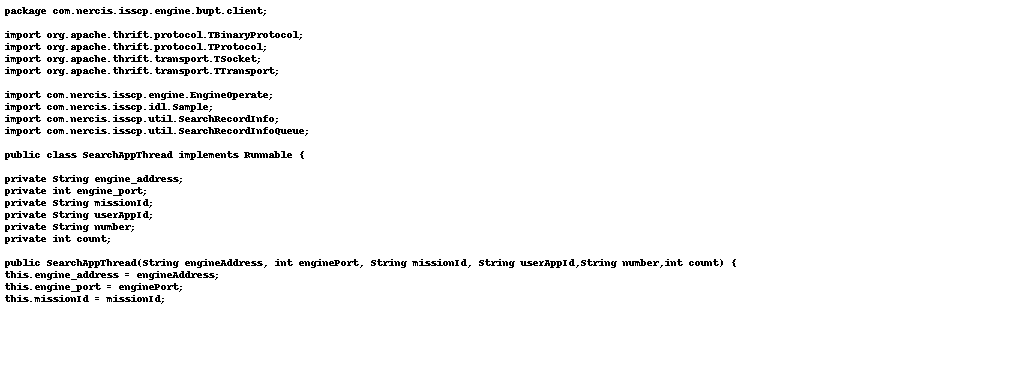 package com.nercis.isscp.engine.bupt.client;
import org.apache.thrift.protocol.TBinaryProtocol;
import org.apache.thrift.protocol.TProtocol;
import org.apache.thrift.transport.TSocket;
import org.apache.thrift.transport.TTransport;
import com.nercis.isscp.engine.EngineOperate;
import com.nercis.isscp.idl.Sample;
import com.nercis.isscp.util.SearchRecordInfo;
import com.nercis.isscp.util.SearchRecordInfoQueue;
public class SearchAppThread implements Runnable {
private String engine_address;
private int engine_port;
private String missionId;
private String userAppId;
private String number;
private int count;
public SearchAppThread(String engineAddress, int enginePort, String missionId, String userAppId,String number,int count) {
this.engine_address = engineAddress;
this.engine_port = enginePort;
this.missionId = missionId;